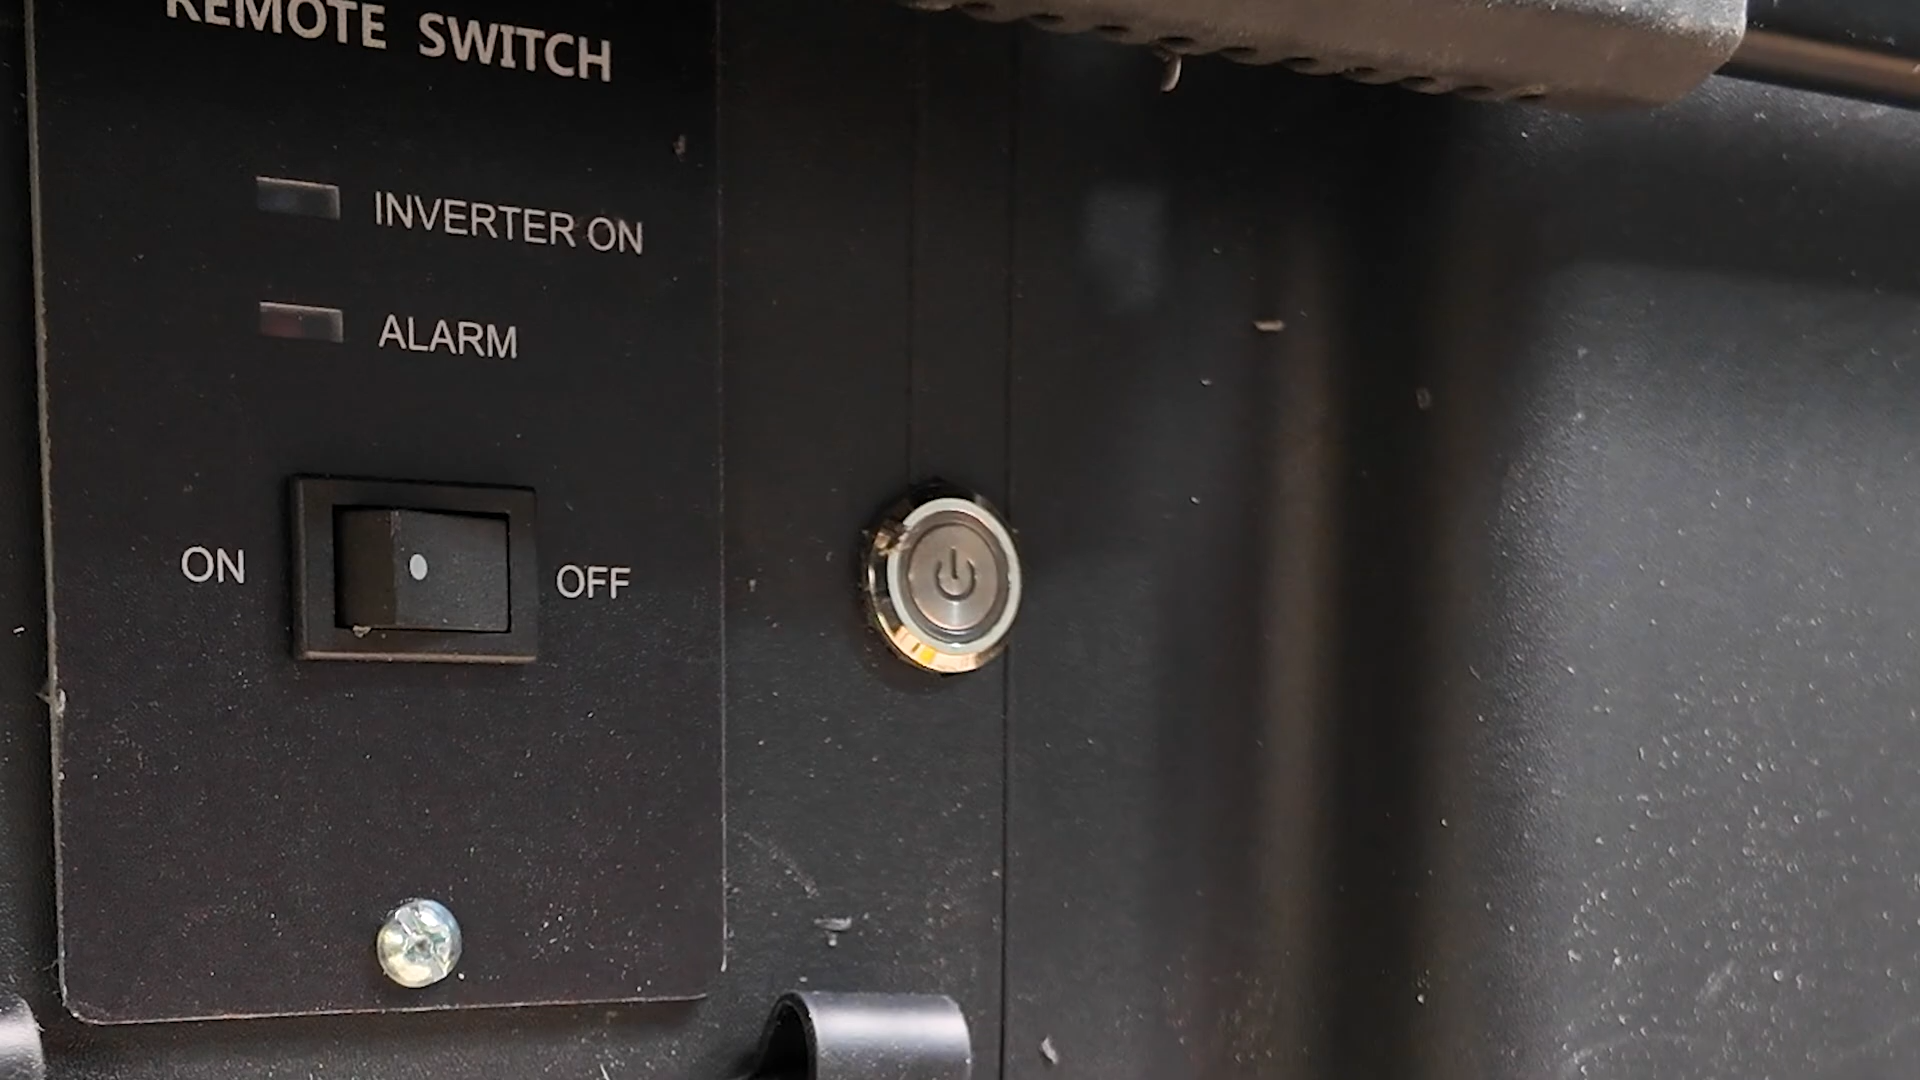 REMOTE SWITCH
INVERTER ON
ALARM
ON
OFF